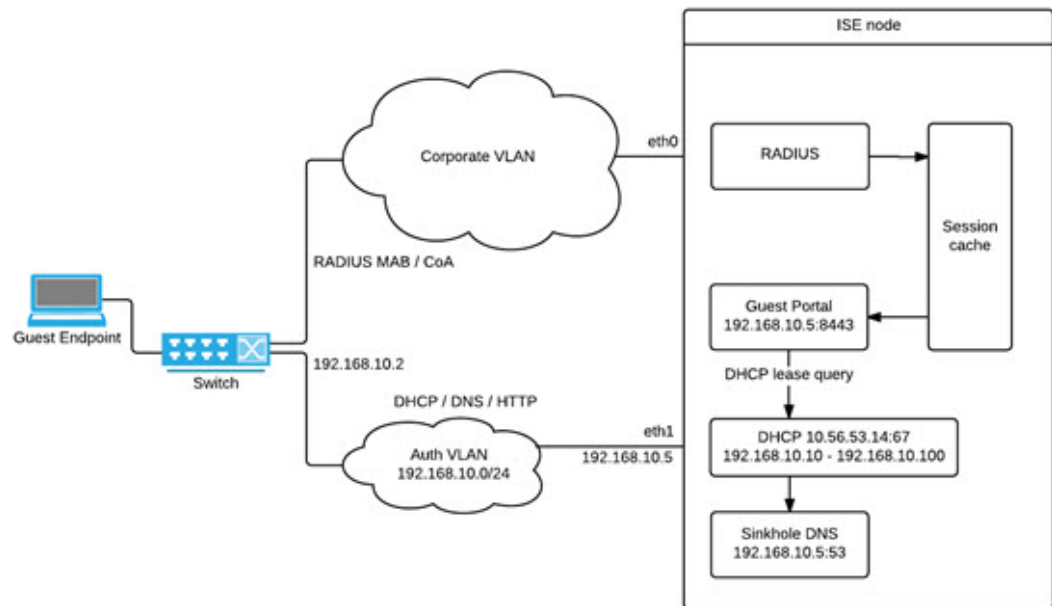 ISE node
eth0
Corporate VLAN
RADIUS
Session
cache
RADIUS MAB / CoA
Guest Portal
192.168.10.5:8443
Guest Endpoint
192.168.10.2
Switch
DHCP lease query
DHCP / DNS / HTTP
eth1
DHCP 10.56.53.14:67
192.168.10.10 - 192.168.10.100
Auth VLAN
192.168.10.0/24
192.168.10.5
Sinkhole DNS
192.168.10.5:53